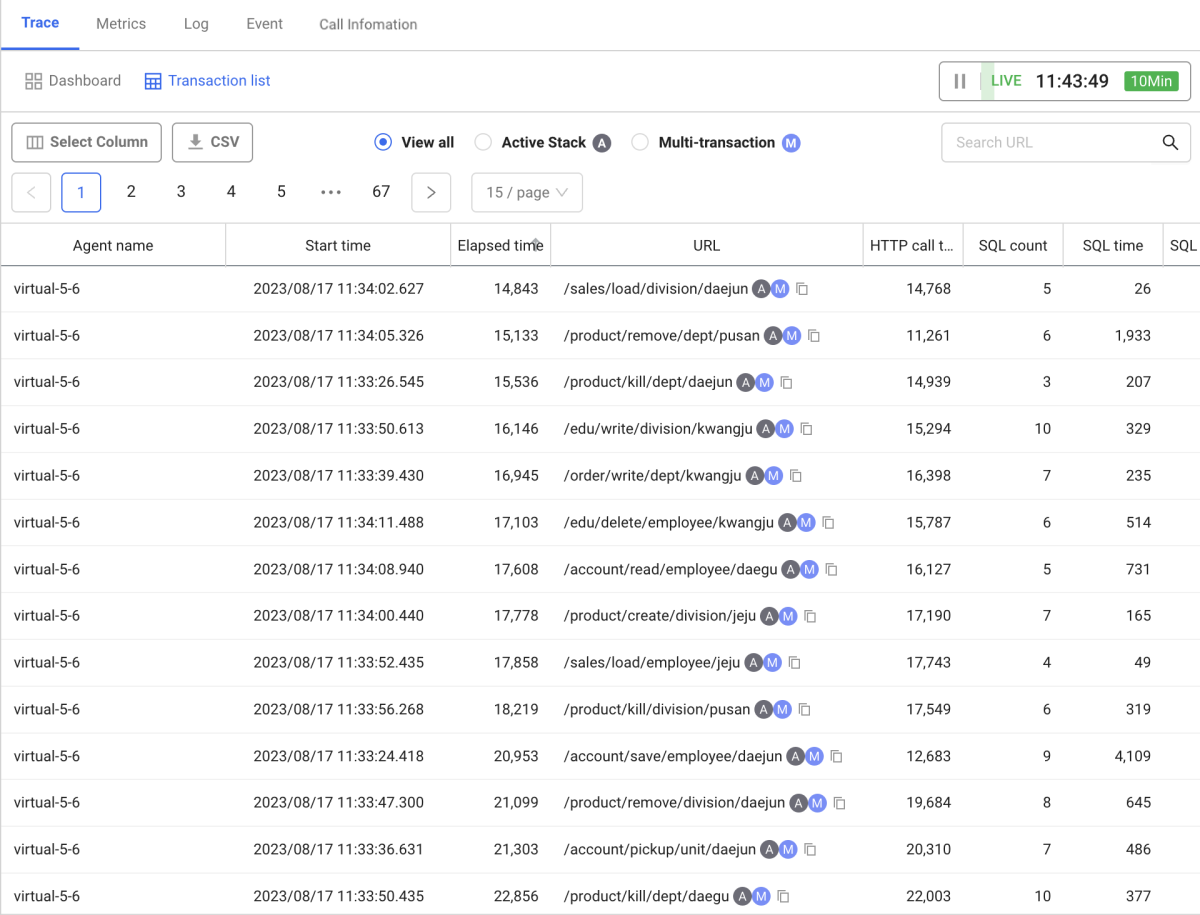 Trace Metrics Log Event Call Infomation
Dashboard Transaction list LIVE 11:43:49 10Min
Select Column CSV View all Active Stack A Multi-transaction M Search URL
1 2 3 4 5 ••• 67 15 / page
Agent name Start time Elapsed time URL HTTP call t... SQL count SQL time SQL
virtual-5-6 2023/08/17 11:34:02.627 14,843 /sales/load/division/daejun A M 14,768 5 26
virtual-5-6 2023/08/17 11:34:05.326 15,133 /product/remove/dept/pusan A M 11,261 6 1,933
virtual-5-6 2023/08/17 11:33:26.545 15,536 /product/kill/dept/daejun A M 14,939 3 207
virtual-5-6 2023/08/17 11:33:50.613 16,146 /edu/write/division/kwangju A M 15,294 10 329
virtual-5-6 2023/08/17 11:33:39.430 16,945 /order/write/dept/kwangju A M 16,398 7 235
virtual-5-6 2023/08/17 11:34:11.488 17,103 /edu/delete/employee/kwangju A M 15,787 6 514
virtual-5-6 2023/08/17 11:34:08.940 17,608 /account/read/employee/daegu A M 16,127 5 731
virtual-5-6 2023/08/17 11:34:00.440 17,778 /product/create/division/jeju A M 17,190 7 165
virtual-5-6 2023/08/17 11:33:52.435 17,858 /sales/load/employee/jeju A M 17,743 4 49
virtual-5-6 2023/08/17 11:33:56.268 18,219 /product/kill/division/pusan A M 17,549 6 319
virtual-5-6 2023/08/17 11:33:24.418 20,953 /account/save/employee/daejun A M 12,683 9 4,109
virtual-5-6 2023/08/17 11:33:47.300 21,099 /product/remove/division/daejun A M 19,684 8 645
virtual-5-6 2023/08/17 11:33:36.631 21,303 /account/pickup/unit/daejun A M 20,310 7 486
virtual-5-6 2023/08/17 11:33:50.435 22,856 /product/kill/dept/daegu A M 22,003 10 377